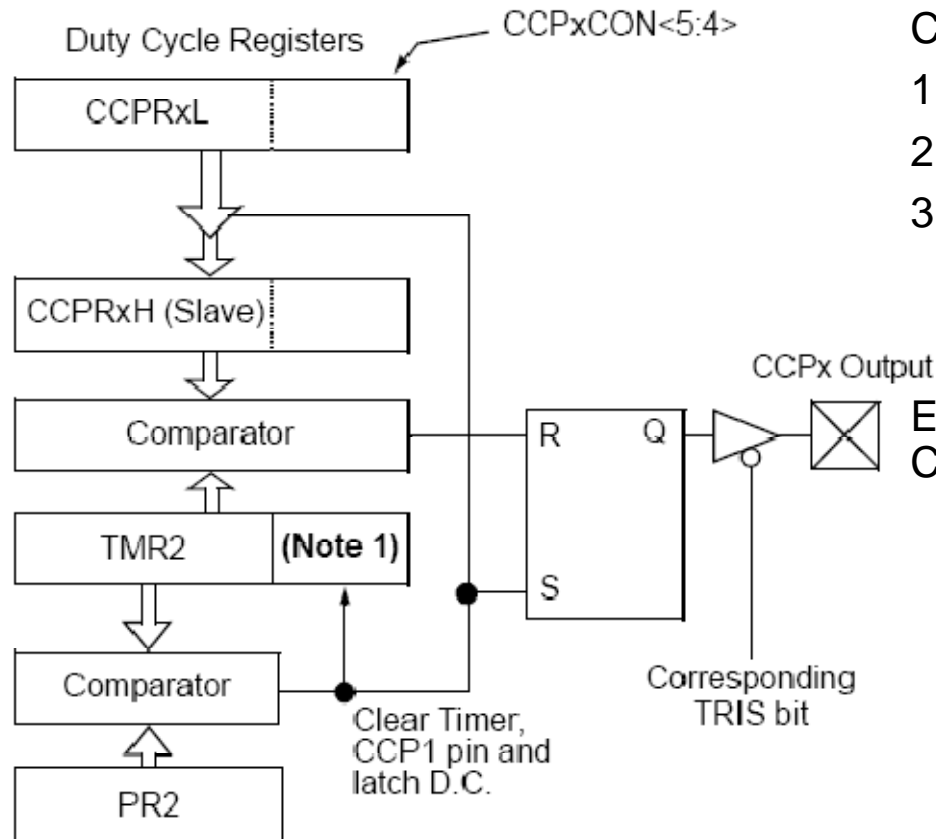 Duty Cycle Registers
CCPxCON<5:4>
CCPRxL
CCPRxH (Slave)
Comparator
TMR2
(Note 1)
Comparator
PR2
Clear Timer,
CCP1 pin and
latch D.C.
R
Q
S
CCPx Output
Corresponding
TRIS bit
C
1
2
3
E
C